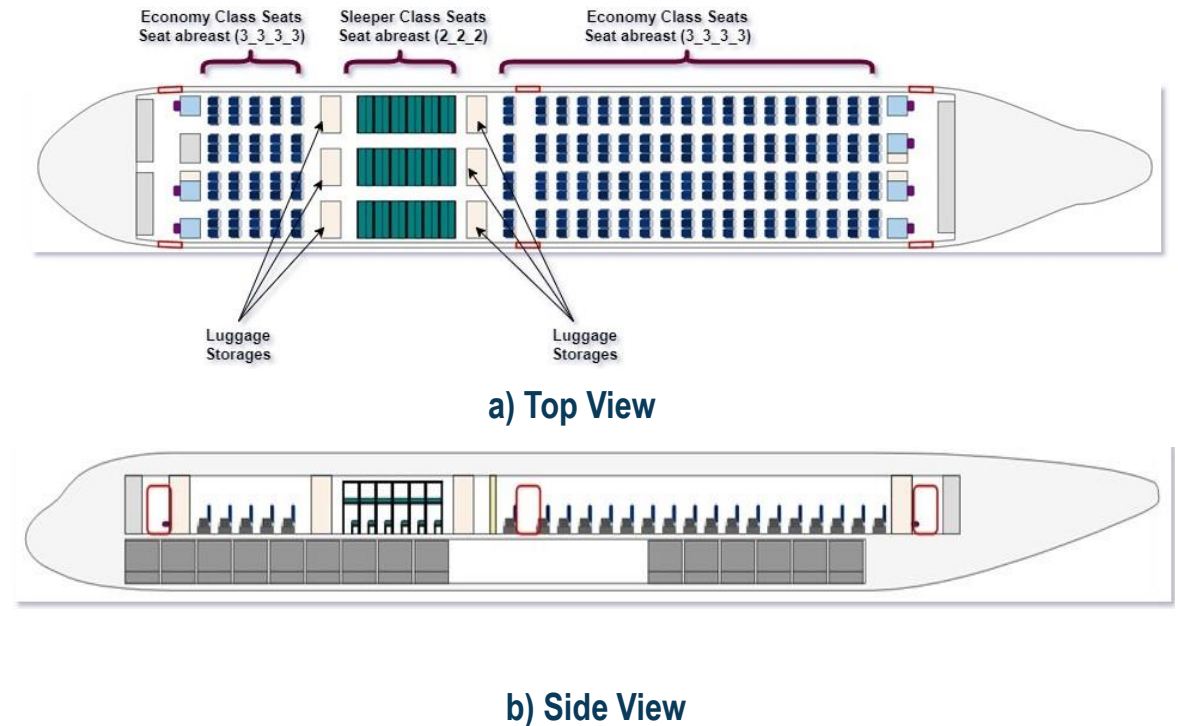 Economy Class Seats
Seat abreast (3_3_3_3)
Sleeper Class Seats
Seat abreast (2_2_2)
Economy Class Seats
Seat abreast (3_3_3_3)
Luggage
Storages
Luggage
Storages
a) Top View
b) Side View